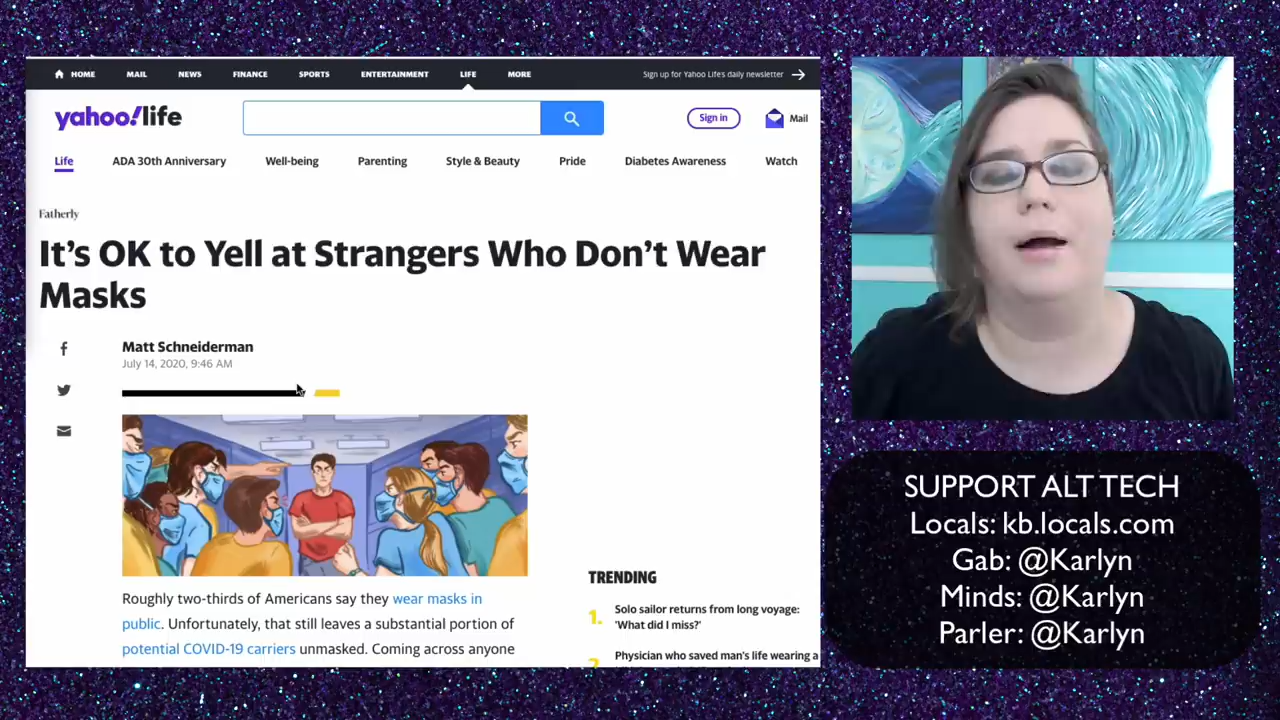 HOME MAIL NEWS FINANCE SPORTS ENTERTAINMENT LIFE MORE Sign up for Yahoo Life's daily newsletter
yahoo!life
Sign in
Mail
Life ADA 30th Anniversary Well-being Parenting Style & Beauty Pride Diabetes Awareness Watch
Fatherly
It's OK to Yell at Strangers Who Don't Wear
Masks
Matt Schneiderman
July 14, 2020, 9:46 AM
Roughly two-thirds of Americans say they wear masks in
public. Unfortunately, that still leaves a substantial portion of
potential COVID-19 carriers unmasked. Coming across anyone
TRENDING
1. Solo sailor returns from long voyage:
'What did I miss?'
Physician who saved man's life wearing a
SUPPORT ALT TECH
Locals: kb.locals.com
Gab: @Karlyn
Minds: @Karlyn
Parler: @Karlyn